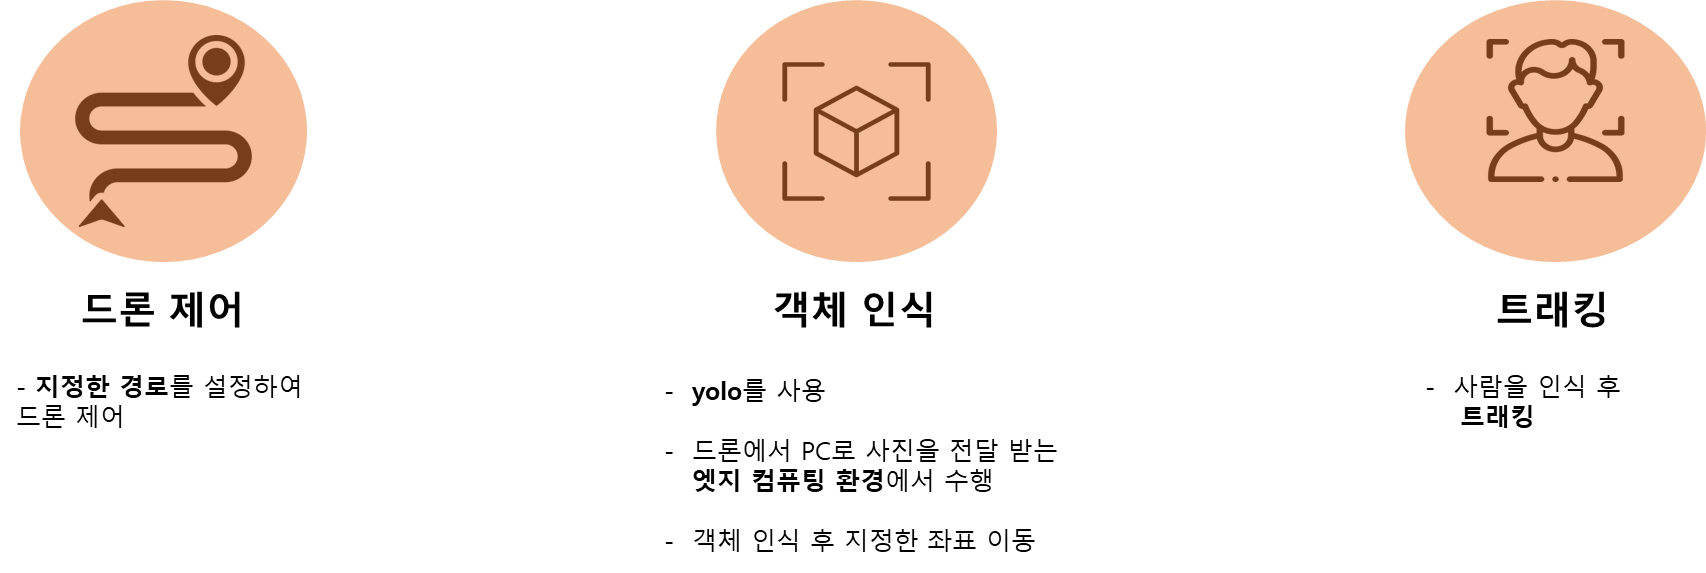 드론 제어
- 지정한 경로를 설정하여
드론 제어
객체 인식
- yolo를 사용
- 드론에서 PC로 사진을 전달 받는
엣지 컴퓨팅 환경에서 수행
- 객체 인식 후 지정한 좌표 이동
트래킹
- 사람을 인식 후
트래킹